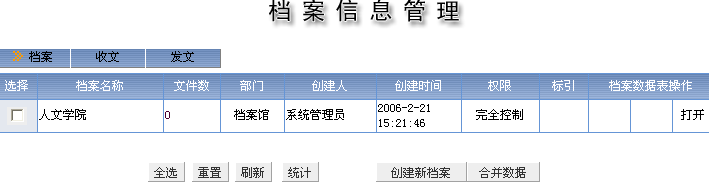 档案信息管理
档案 收文 发文
选择 档案名称 文件数 部门 创建人 创建时间 权限 标引 档案数据表操作
人文学院 0 档案馆 系统管理员 2006-2-21 15:21:46 完全控制 打开
全选 重置 刷新 统计 创建新档案 合并数据